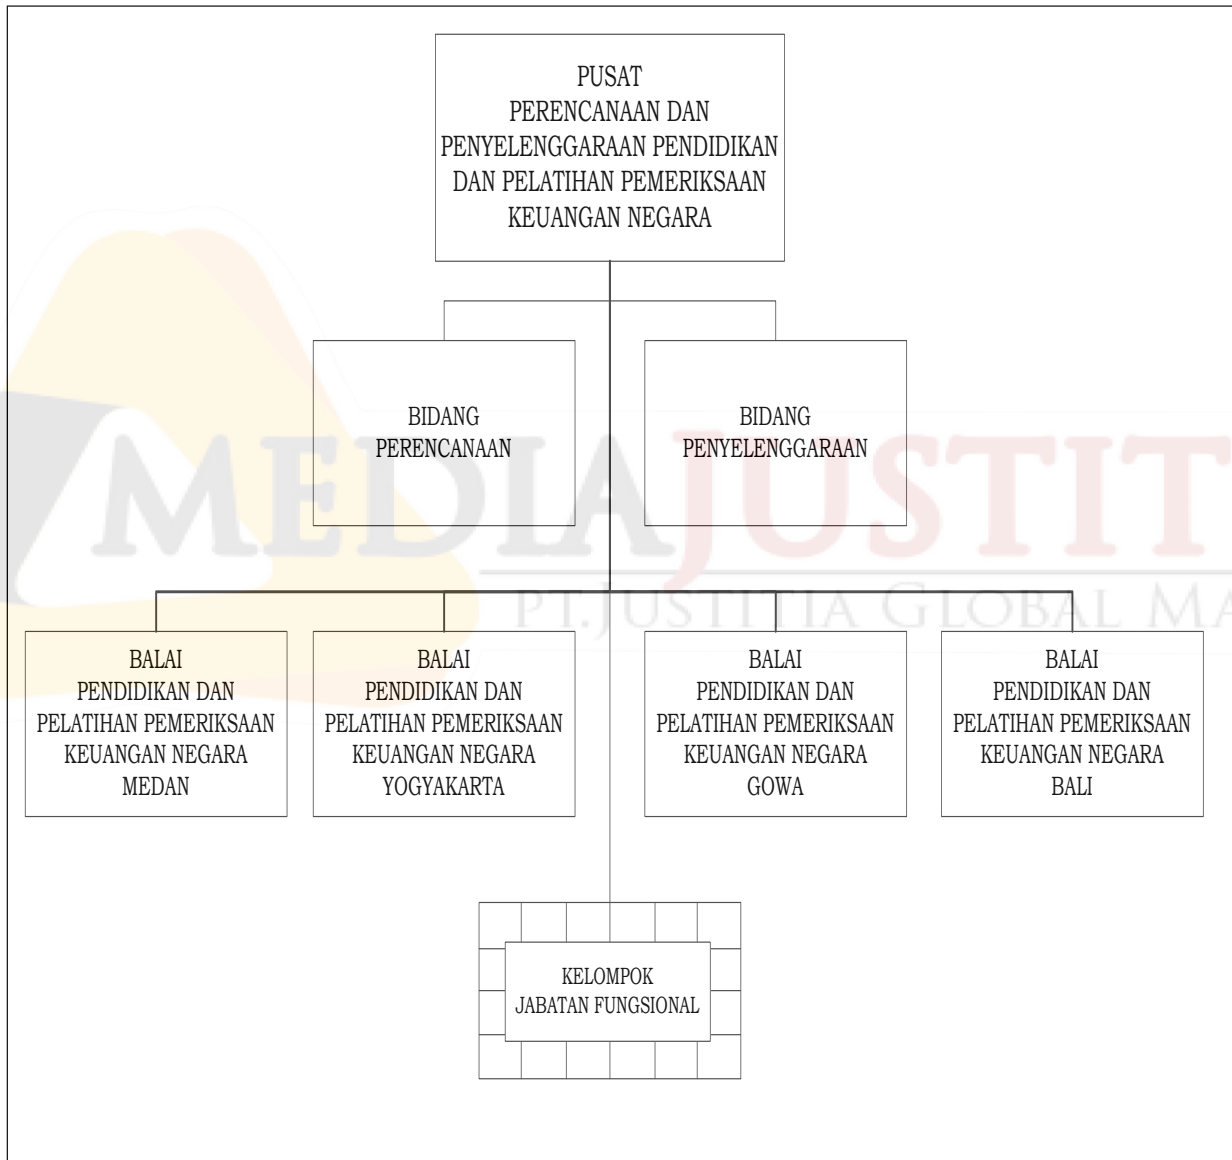 PUSAT
PERENCANAAN DAN
PENYELENGGARAAN PENDIDIKAN
DAN PELATIHAN PEMERIKSAAN
KEUANGAN NEGARA
BIDANG
PERENCANAAN
BIDANG
PENYELENGGARAAN
MEDIAJUSTIT
PT.JUSTITIA GLOBAL MA
BALAI
PENDIDIKAN DAN
PELATIHAN PEMERIKSAAN
KEUANGAN NEGARA
MEDAN
BALAI
PENDIDIKAN DAN
PELATIHAN PEMERIKSAAN
KEUANGAN NEGARA
YOGYAKARTA
BALAI
PENDIDIKAN DAN
PELATIHAN PEMERIKSAAN
KEUANGAN NEGARA
GOWA
BALAI
PENDIDIKAN DAN
PELATIHAN PEMERIKSAAN
KEUANGAN NEGARA
BALI
KELOMPOK
JABATAN FUNGSIONAL